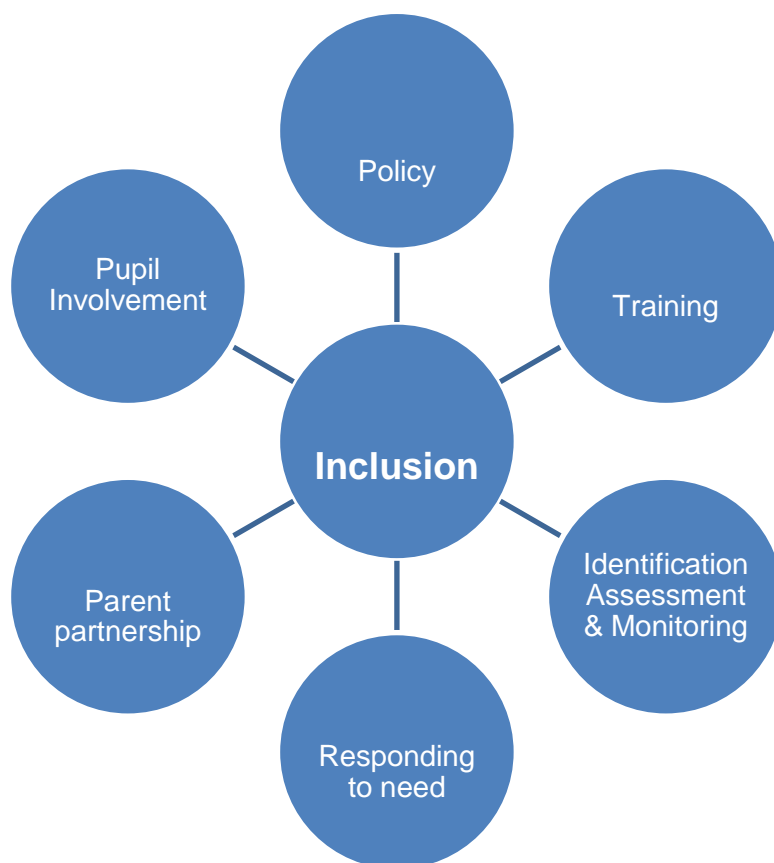 Policy
Pupil
Involvement
Training
Inclusion
Identification
Assessment
& Monitoring
Parent
partnership
Responding
to need